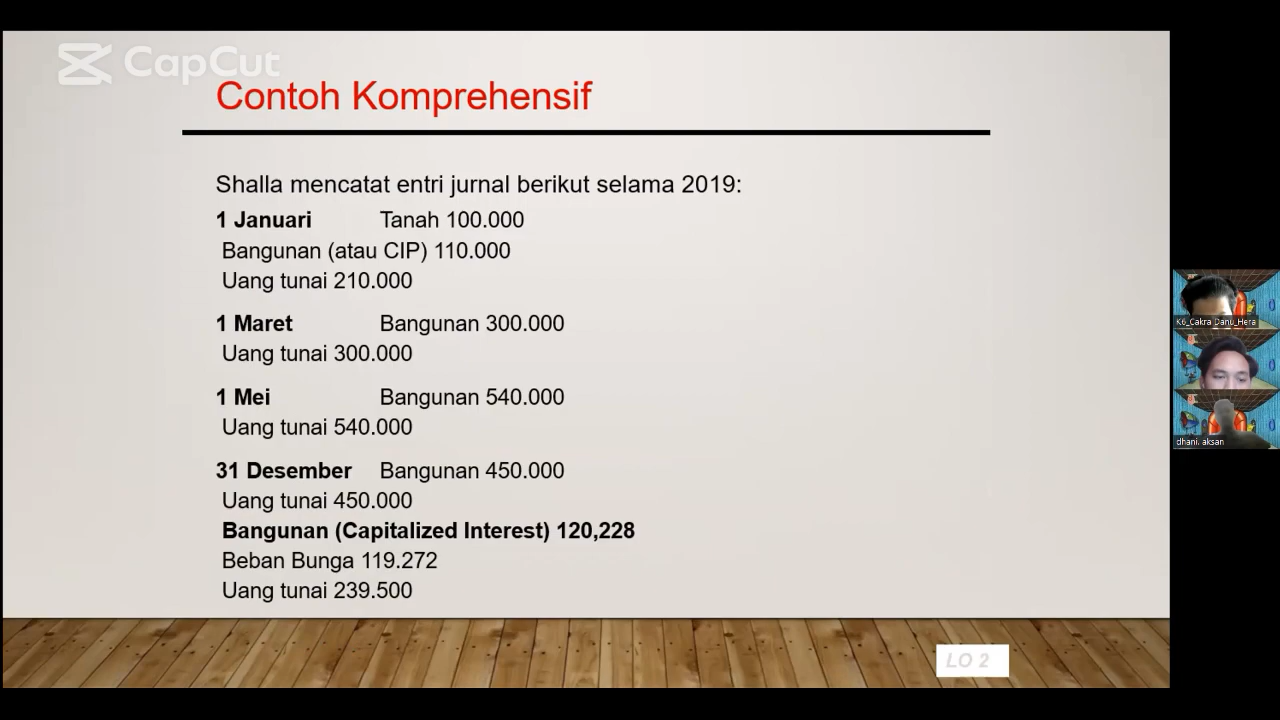 CapCut
Contoh Komprehensif
Shalla mencatat entri jurnal berikut selama 2019:
1 Januari Tanah 100.000
Bangunan (atau CIP) 110.000
Uang tunai 210.000
1 Maret Bangunan 300.000
Uang tunai 300.000
1 Mei Bangunan 540.000
Uang tunai 540.000
31 Desember Bangunan 450.000
Uang tunai 450.000
Bangunan (Capitalized Interest) 120,228
Beban Bunga 119.272
Uang tunai 239.500
LO 2
K6_Cakra Danu_Hera
dhani. aksan